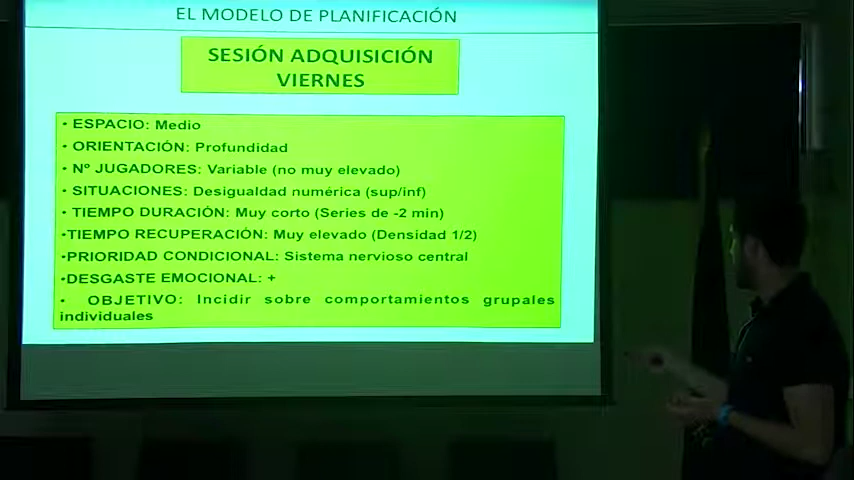 EL MODELO DE PLANIFICACIÓN
SESIÓN ADQUISICIÓN
VIERNES
• ESPACIO: Medio
• ORIENTACIÓN: Profundidad
• Nº JUGADORES: Variable (no muy elevado)
• SITUACIONES: Desigualdad numérica (sup/inf)
• TIEMPO DURACIÓN: Muy corto (Series de -2 min)
•TIEMPO RECUPERACIÓN: Muy elevado (Densidad 1/2)
•PRIORIDAD CONDICIONAL: Sistema nervioso central
•DESGASTE EMOCIONAL: +
• OBJETIVO: Incidir sobre comportamientos grupales
individuales